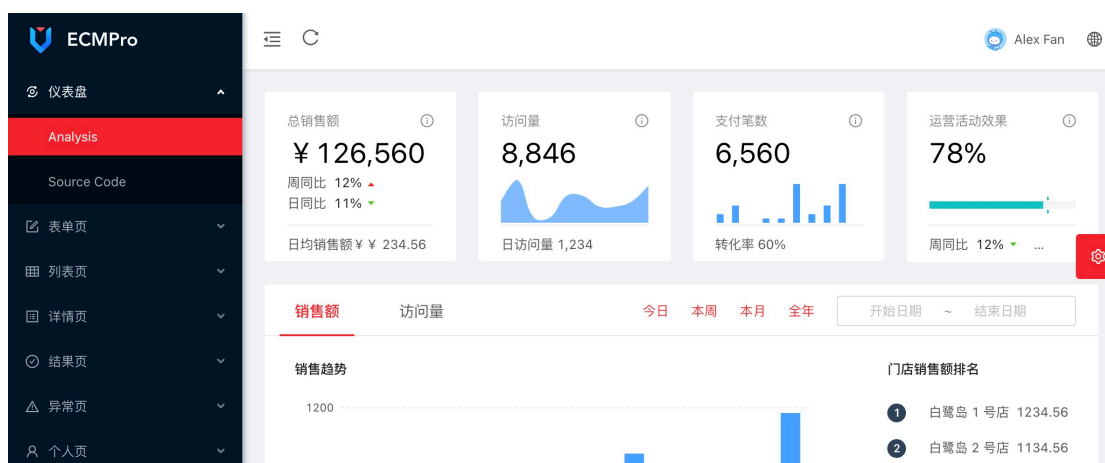 ECMPro
Alex Fan
仪表盘
Analysis
Source Code
表单页
列表页
详情页
结果页
异常页
个人页
总销售额
¥ 126,560
周同比 12%
日同比 11%
日均销售额¥ ¥ 234.56
访问量
8,846
日访问量 1,234
支付笔数
6,560
转化率 60%
运营活动效果
78%
周同比 12% ...
销售额 访问量 今日 本周 本月 全年 开始日期 ~ 结束日期
销售趋势
1200
门店销售额排名
1 白鹭岛 1 号店 1234.56
2 白鹭岛 2 号店 1134.56